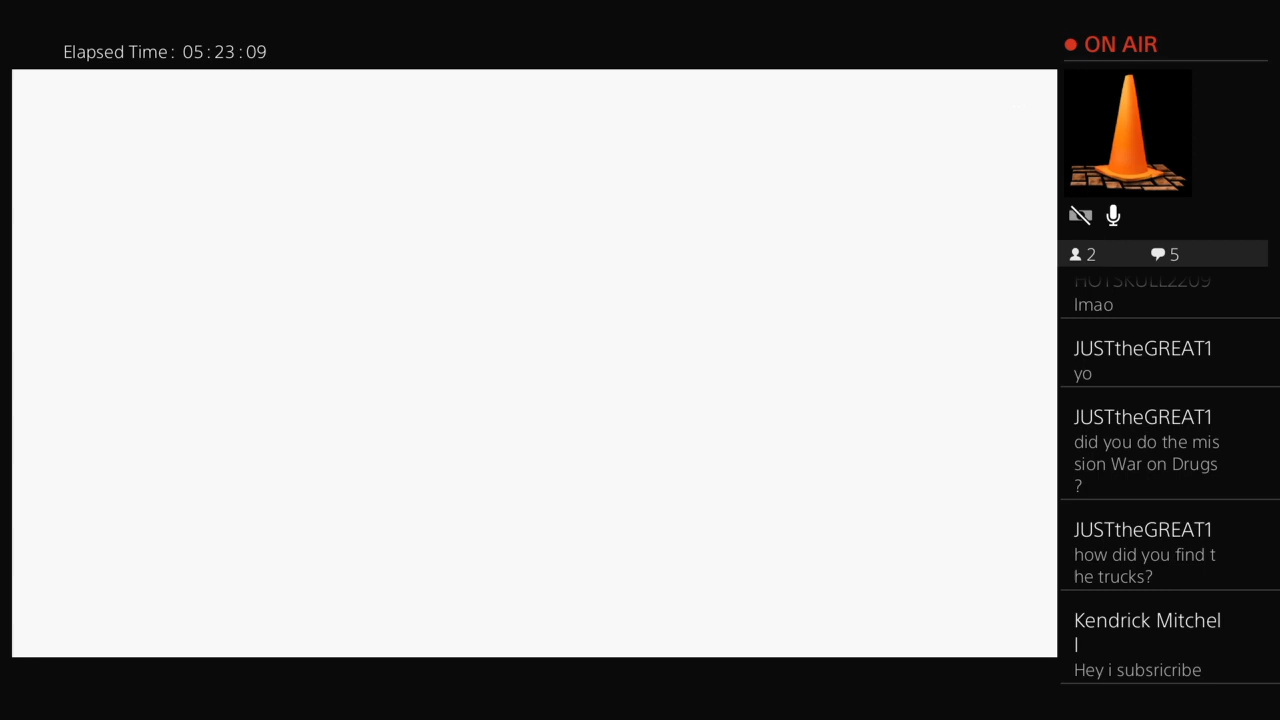 Elapsed Time: 05:23:09
ON AIR
2 5
HOTSKULL2209
lmao
JUSTtheGREAT1
yo
JUSTtheGREAT1
did you do the mis
sion War on Drugs
?
JUSTtheGREAT1
how did you find t
he trucks?
Kendrick Mitchel
l
Hey i subsricribe